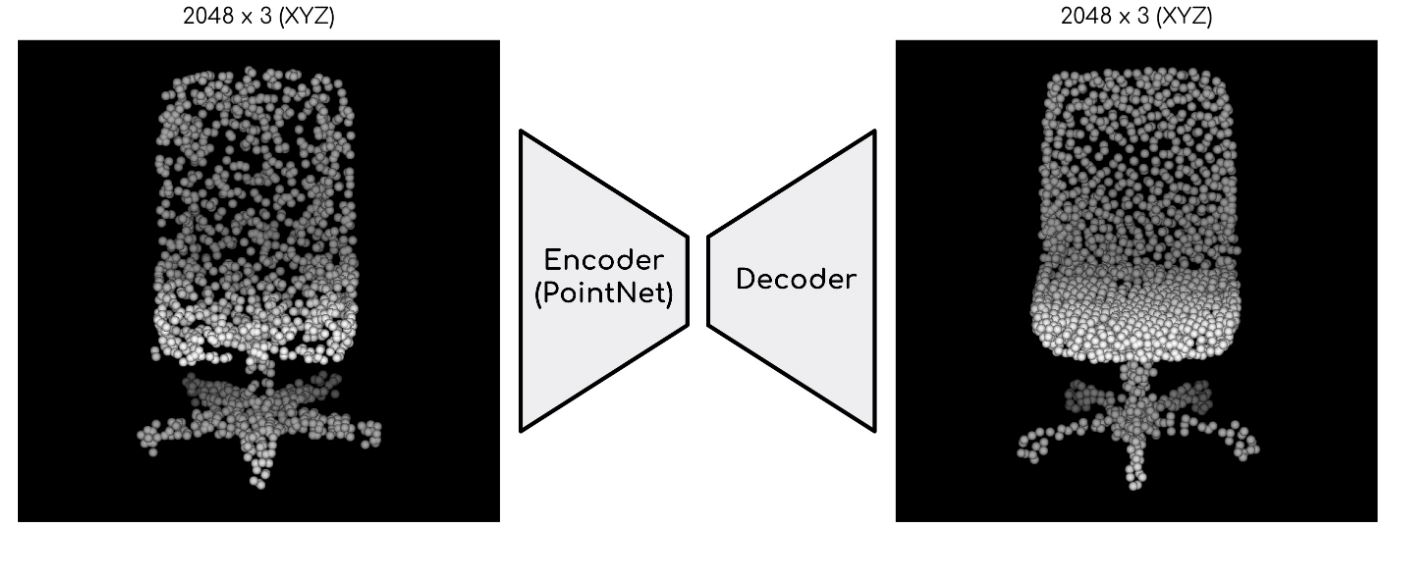 2048 x 3 (XYZ)
2048 x 3 (XYZ)
Encoder
(PointNet)
Decoder